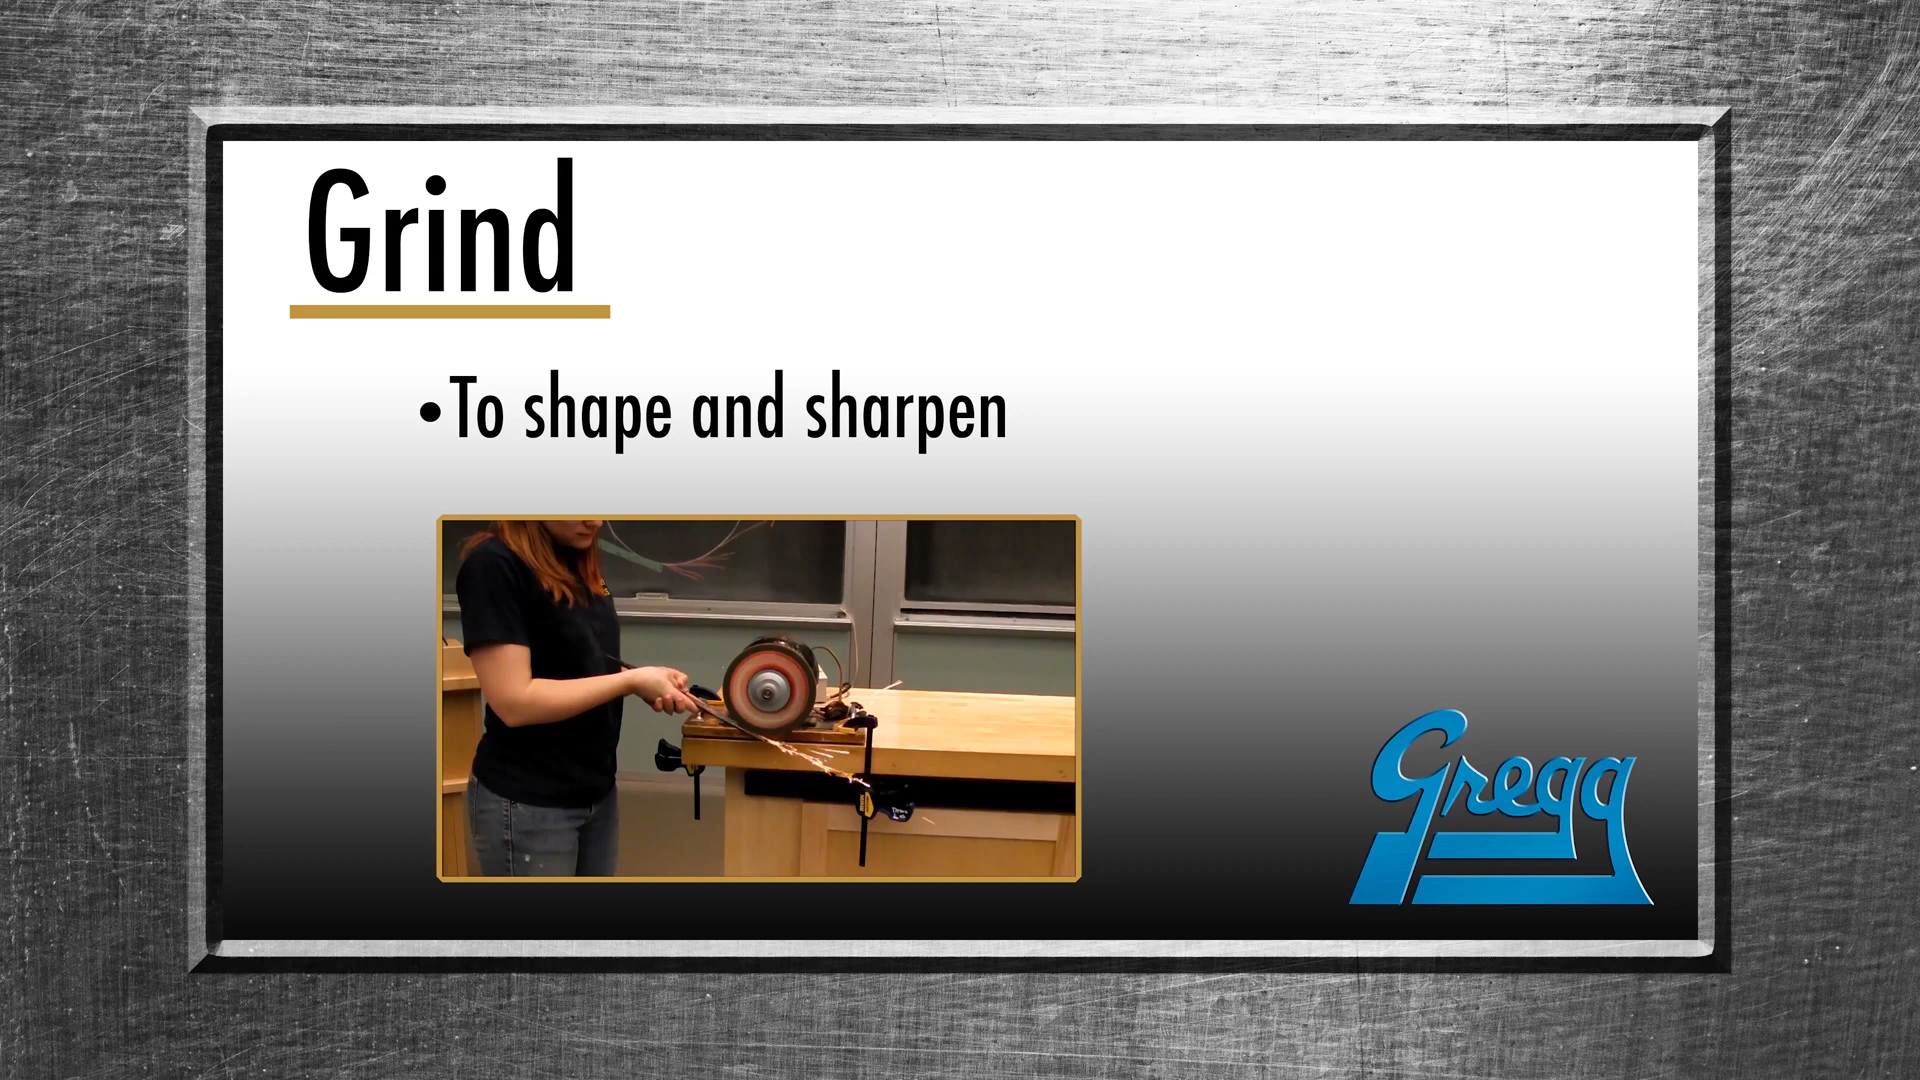 Grind
•To shape and sharpen
Gregg